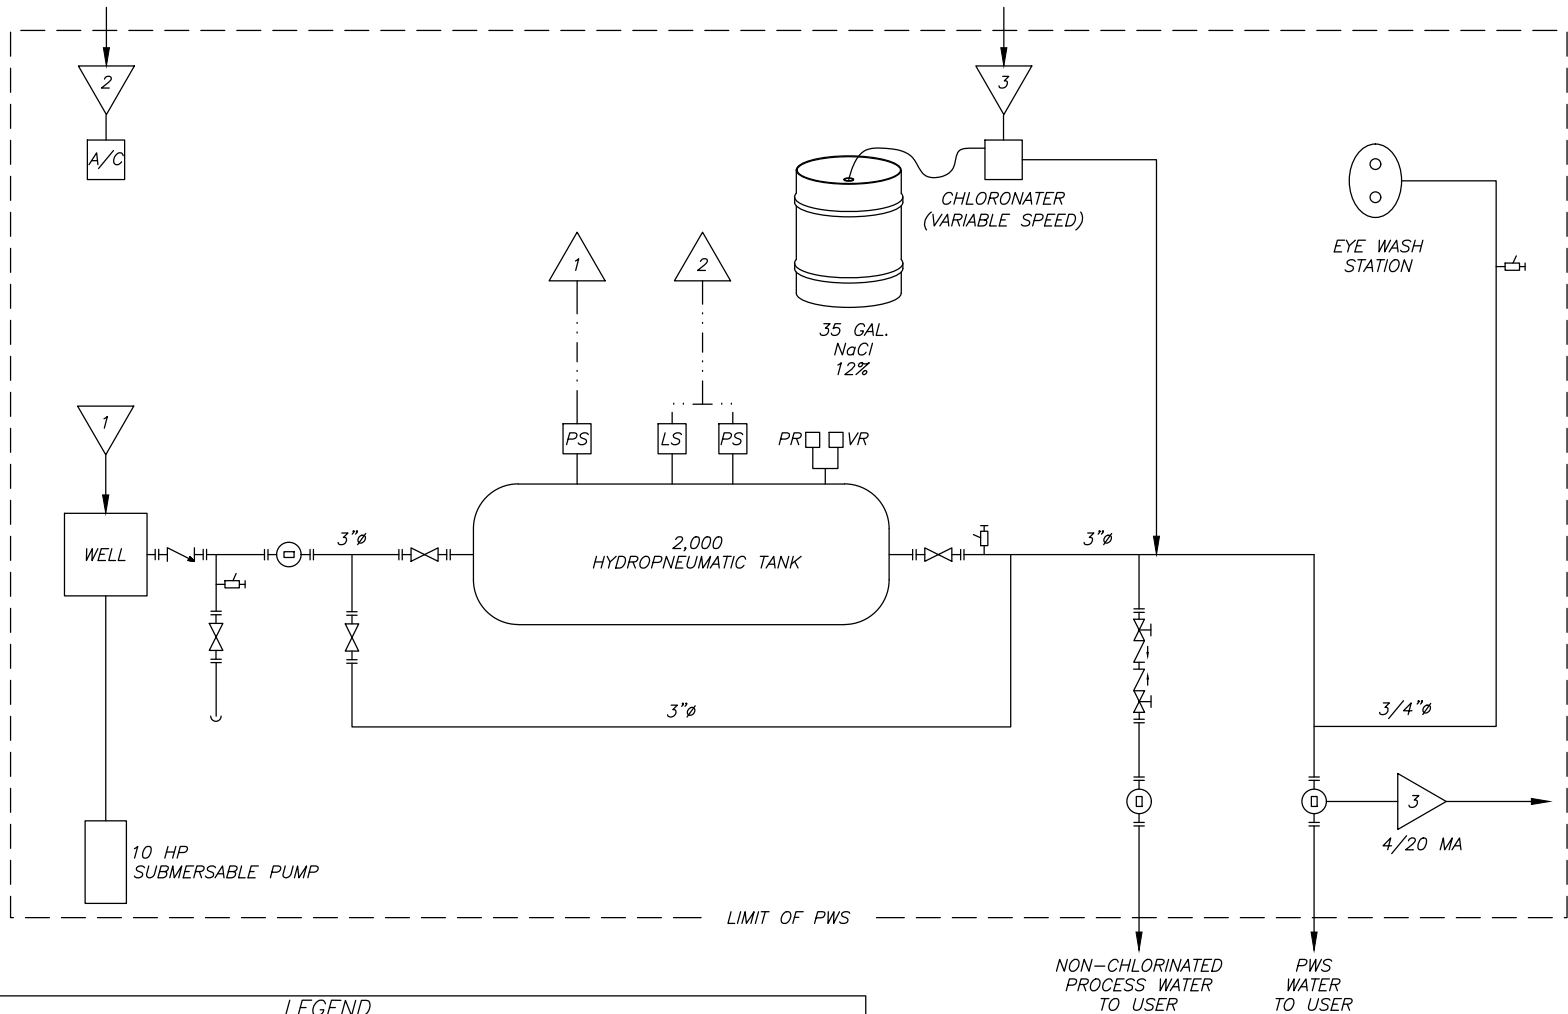 2
3
A/C
CHLORONATER
(VARIABLE SPEED)
EYE WASH
STATION
1
2
35 GAL.
NaCl
12%
1
PS
LS
PS
PR
VR
WELL
3"ø
2,000
HYDROPNEUMATIC TANK
3"ø
3"ø
3/4"ø
3
4/20 MA
10 HP
SUBMERSABLE PUMP
LIMIT OF PWS
NON-CHLORINATED
PROCESS WATER
TO USER
PWS
WATER
TO USER
LEGEND